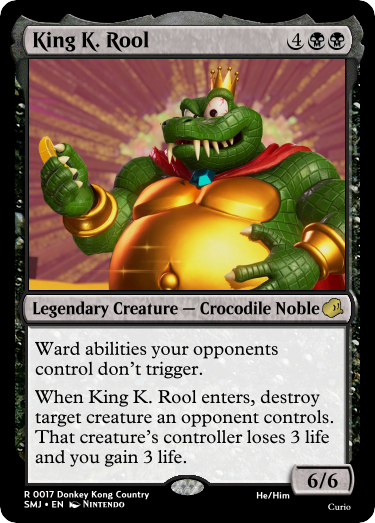 King K. Rool 4
Legendary Creature — Crocodile Noble
Ward abilities your opponents
control don't trigger.
When King K. Rool enters, destroy
target creature an opponent controls.
That creature's controller loses 3 life
and you gain 3 life.
6/6
R 0017 Donkey Kong Country He/Him
SMJ • EN NINTENDO Curio